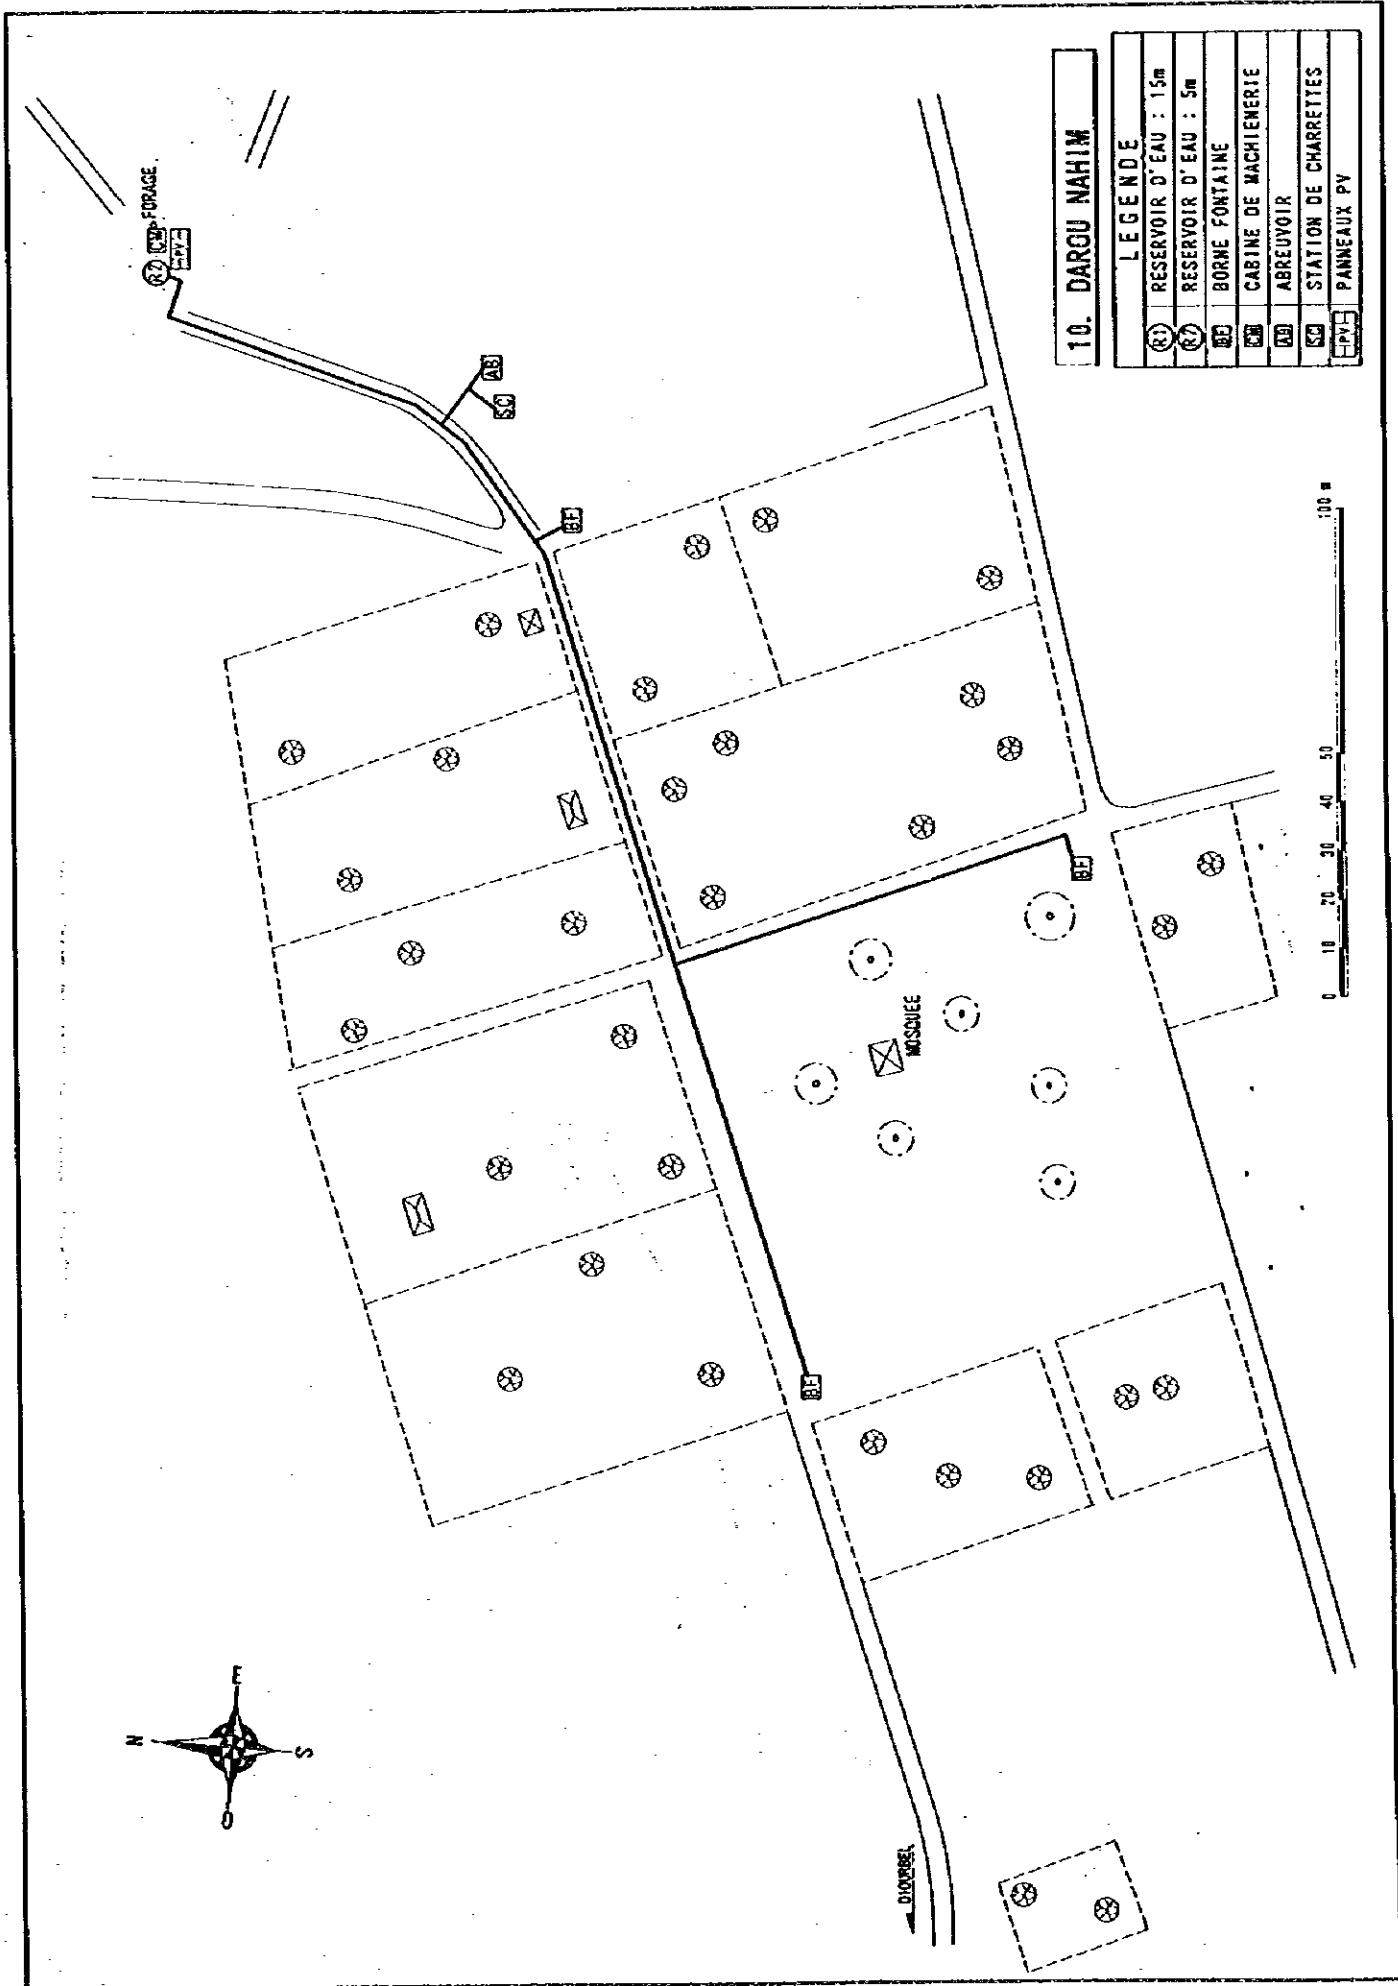 10. DAROU NAHIM
LEGENDE
R1 RESERVOIR D'EAU : 15m
R2 RESERVOIR D'EAU : 5m
BF BORNE FONTAINE
CM CABINE DE MACHIENERIE
AB ABREUVOIR
SC STATION DE CHARRETTES
PV PANNEAUX PV
R2 CM FORAGE
PV
AB
SC
BF
BF
BF
MOSQUEE
DIOURBEL
N
E
S
O
0 10 20 30 40 50 100 m